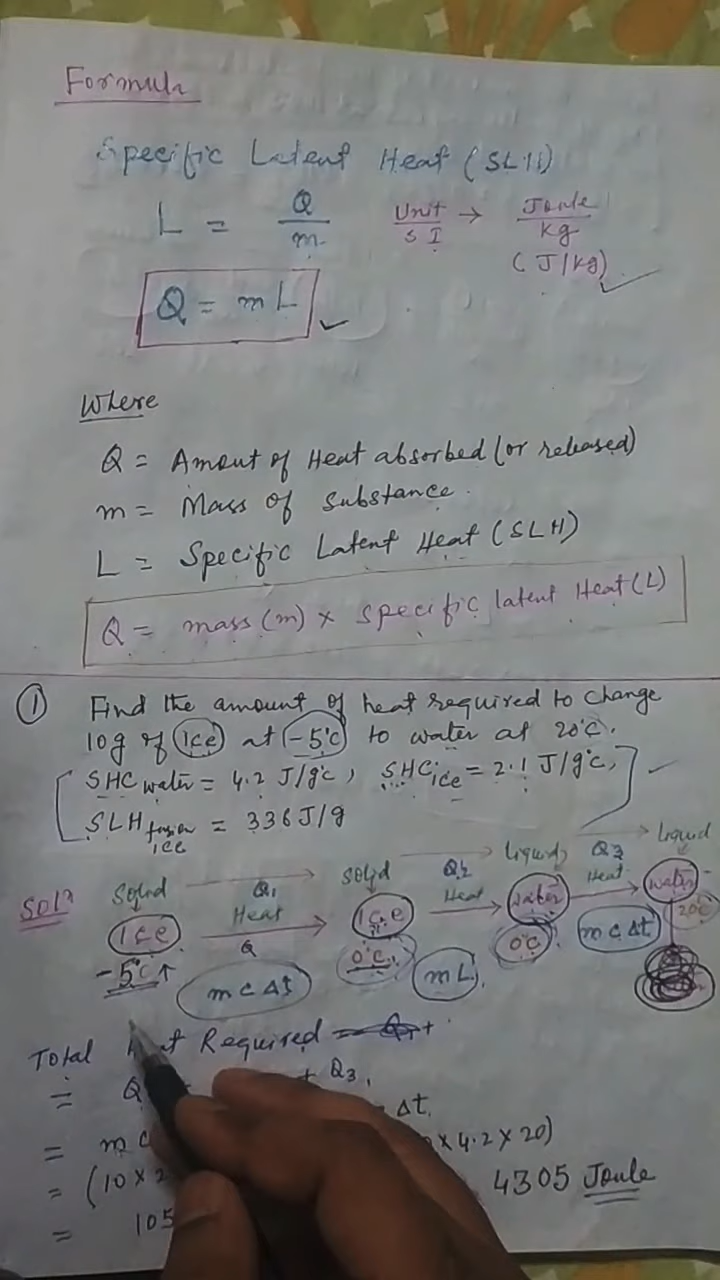 Formula
Specific Latent Heat (SLH)
L = Q/m Unit/SI → Joule/kg
(J/kg)
Q = mL
Where
Q = Amount of Heat absorbed (or released)
m = Mass of Substance.
L = Specific Latent Heat (SLH)
Q = mass(m) × specific latent Heat(L)
① Find the amount of heat required to change
10g of Ice at -5°C to water at 20°C.
SHC water = 4.2 J/g°C, SHC ice = 2.1 J/g°C,
SLH fusion ice = 336 J/g
Solid Q1 Solid Q2 liquid, Q3 liquid
Solⁿ Ice Heat Ice Heat water Heat water
Q
-5°C ↑ mcΔt 0°C mL 0°C mcΔt 20°C
Total Required =
= Q Q3,
= m c Δt,
= (10 × 2 × 4.2 × 20)
= 105 4305 Joule